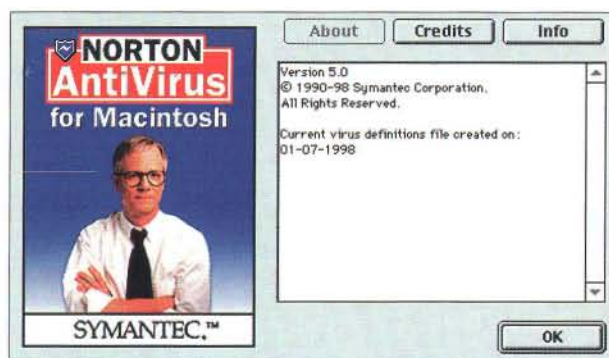 NORTON
AntiVirus
for Macintosh
SYMANTEC.™
About
Credits
Info
Version 5.0
© 1990-98 Symantec Corporation.
All Rights Reserved.
Current virus definitions file created on:
01-07-1998
OK